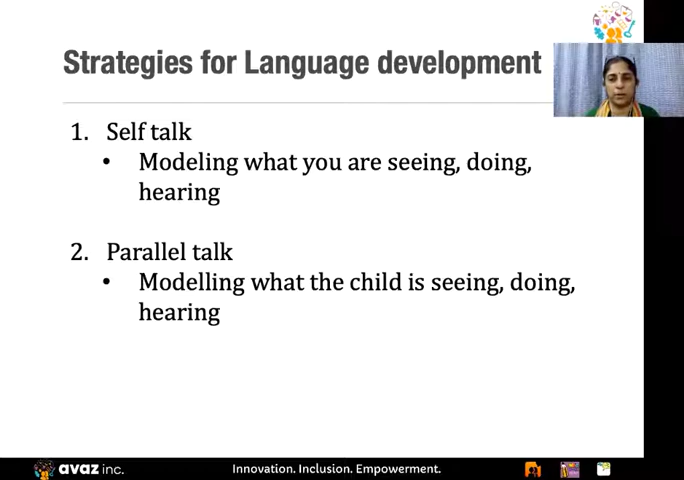 Strategies for Language development
1. Self talk
• Modeling what you are seeing, doing,
hearing
2. Parallel talk
• Modelling what the child is seeing, doing,
hearing
avaz inc.
Innovation. Inclusion. Empowerment.